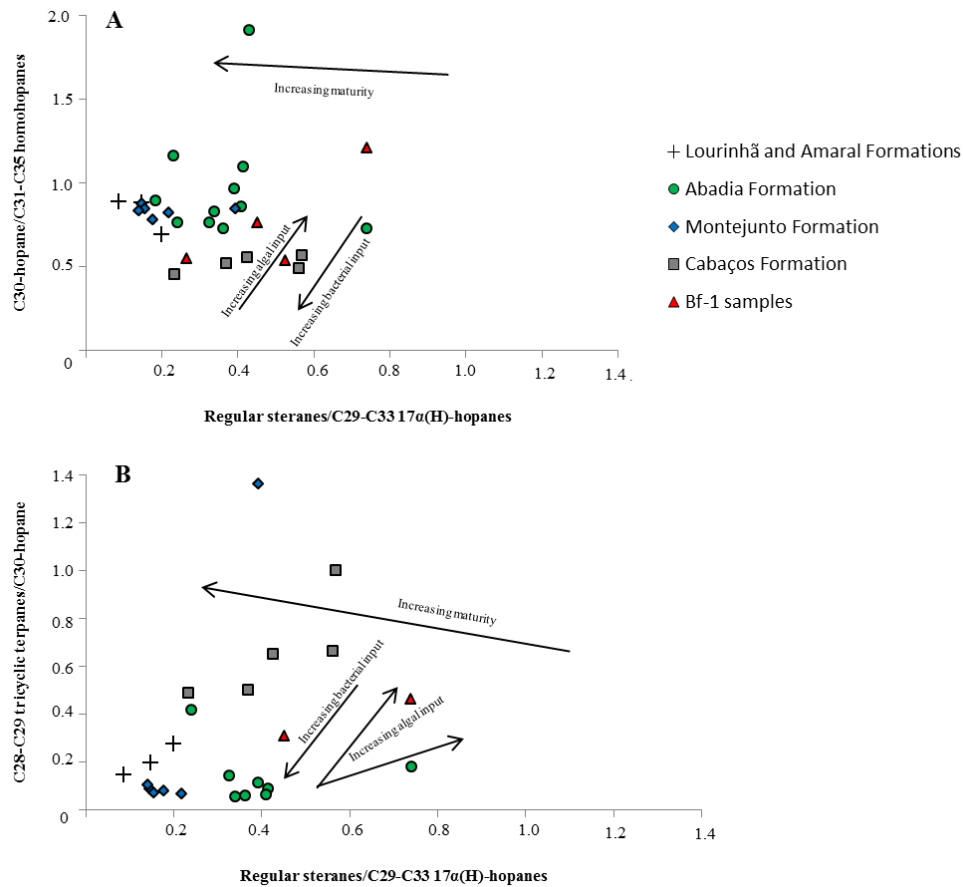 A
2.0
1.5
1.0
0.5
0
0.2
0.4
0.6
0.8
1.0
1.2
1.4 .
C30-hopane/C31-C35 homohopanes
Regular steranes/C29-C33 17α(H)-hopanes
Increasing maturity
Increasing algal input
Increasing bacterial input
Lourinhã and Amaral Formations
Abadia Formation
Montejunto Formation
Cabaços Formation
Bf-1 samples
B
1.4
1.2
1.0
0.8
0.6
0.4
0.2
0
0.2
0.4
0.6
0.8
1.0
1.2
1.4
C28-C29 tricyclic terpanes/C30-hopane
Regular steranes/C29-C33 17α(H)-hopanes
Increasing maturity
Increasing bacterial input
Increasing algal input